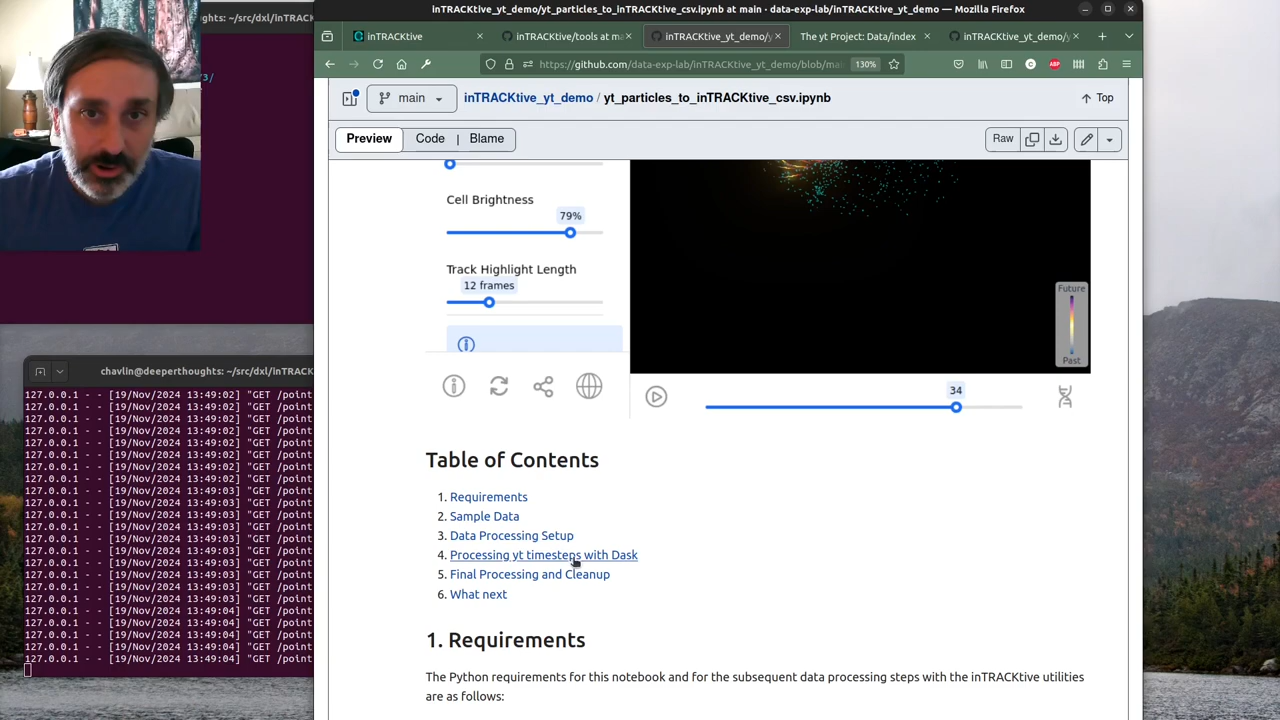 ughts: ~/src/dxl/inTRACK
3/
inTRACKtive_yt_demo/yt_particles_to_inTRACKtive_csv.ipynb at main · data-exp-lab/inTRACKtive_yt_demo — Mozilla Firefox
inTRACKtive
inTRACKtive/tools at ma
inTRACKtive_yt_demo/y
The yt Project: Data/index
inTRACKtive_yt_demo/y
https://github.com/data-exp-lab/inTRACKtive_yt_demo/blob/ma
130%
main
inTRACKtive_yt_demo / yt_particles_to_inTRACKtive_csv.ipynb
Top
Preview
Code
Blame
Raw
Cell Brightness
79%
Track Highlight Length
12 frames
Future
Past
34
Table of Contents
1. Requirements
2. Sample Data
3. Data Processing Setup
4. Processing yt timesteps with Dask
5. Final Processing and Cleanup
6. What next
1. Requirements
The Python requirements for this notebook and for the subsequent data processing steps with the inTRACKtive utilities
are as follows:
chavlin@deeperthoughts: ~/src/dxl/inTRACK
127.0.0.1 - - [19/Nov/2024 13:49:02] "GET /point
127.0.0.1 - - [19/Nov/2024 13:49:02] "GET /point
127.0.0.1 - - [19/Nov/2024 13:49:02] "GET /point
127.0.0.1 - - [19/Nov/2024 13:49:02] "GET /point
127.0.0.1 - - [19/Nov/2024 13:49:02] "GET /point
127.0.0.1 - - [19/Nov/2024 13:49:02] "GET /point
127.0.0.1 - - [19/Nov/2024 13:49:02] "GET /point
127.0.0.1 - - [19/Nov/2024 13:49:02] "GET /point
127.0.0.1 - - [19/Nov/2024 13:49:03] "GET /point
127.0.0.1 - - [19/Nov/2024 13:49:03] "GET /point
127.0.0.1 - - [19/Nov/2024 13:49:03] "GET /point
127.0.0.1 - - [19/Nov/2024 13:49:03] "GET /point
127.0.0.1 - - [19/Nov/2024 13:49:03] "GET /point
127.0.0.1 - - [19/Nov/2024 13:49:03] "GET /point
127.0.0.1 - - [19/Nov/2024 13:49:03] "GET /point
127.0.0.1 - - [19/Nov/2024 13:49:03] "GET /point
127.0.0.1 - - [19/Nov/2024 13:49:03] "GET /point
127.0.0.1 - - [19/Nov/2024 13:49:03] "GET /point
127.0.0.1 - - [19/Nov/2024 13:49:04] "GET /point
127.0.0.1 - - [19/Nov/2024 13:49:04] "GET /point
127.0.0.1 - - [19/Nov/2024 13:49:04] "GET /point
127.0.0.1 - - [19/Nov/2024 13:49:04] "GET /point
127.0.0.1 - - [19/Nov/2024 13:49:04] "GET /point